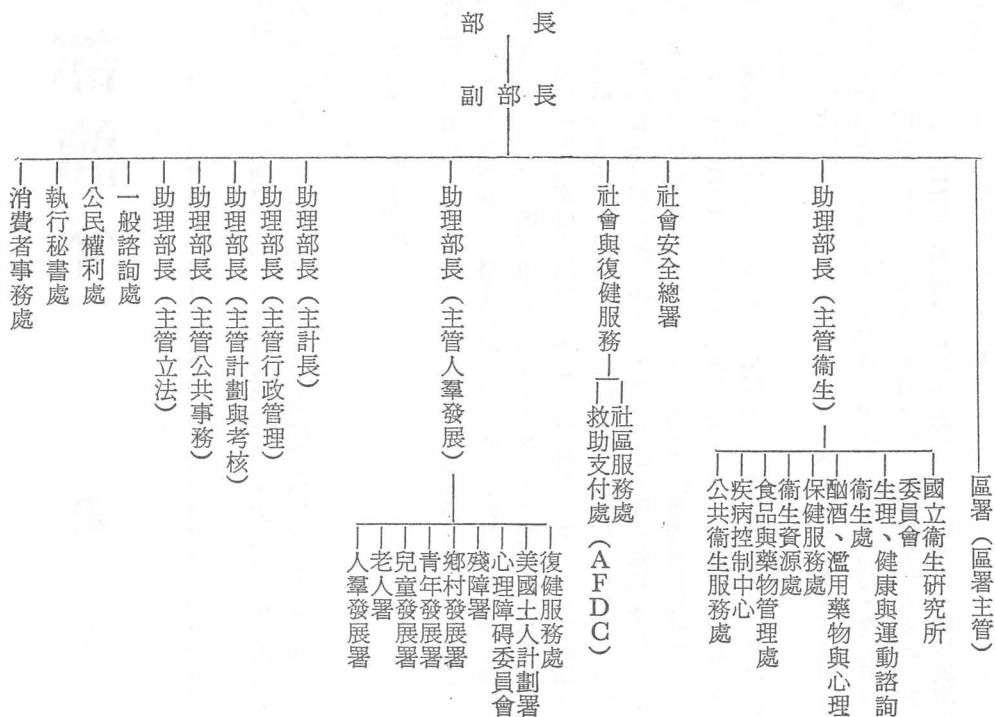 部長
副部長
消費者事務處
執行秘書處
公民權利處
一般諮詢處
助理部長（主管立法）
助理部長（主管公共事務）
助理部長（主管計劃與考核）
助理部長（主管行政管理）
助理部長（主計長）
助理部長（主管人羣發展）
人羣發展署
老人署
兒童發展署
青年發展署
鄉村發展署
殘障署
心理障碍委員會
美國土人計劃署
復健服務處
社會與復健服務
救助支付處（AFDC）
社區服務處
社會安全總署
助理部長（主管衞生）
公共衞生服務處
疾病控制中心
食品與藥物管理處
衞生資源處
保健服務處
酗酒、濫用藥物與心理
衞生處
生理、健康與運動諮詢
委員會
國立衞生研究所
區署（區署主管）